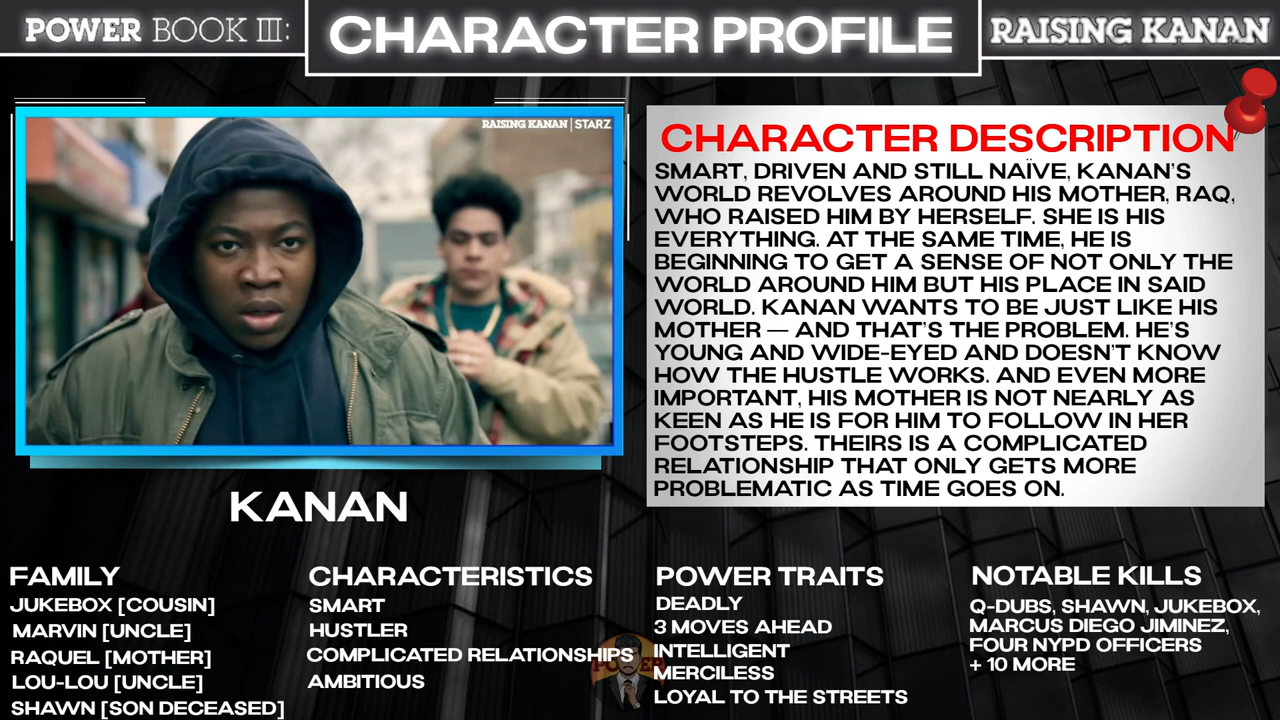 POWER BOOK III:
CHARACTER PROFILE
RAISING KANAN
RAISING KANAN | STARZ
CHARACTER DESCRIPTION
SMART, DRIVEN AND STILL NAÏVE, KANAN'S
WORLD REVOLVES AROUND HIS MOTHER, RAQ,
WHO RAISED HIM BY HERSELF. SHE IS HIS
EVERYTHING. AT THE SAME TIME, HE IS
BEGINNING TO GET A SENSE OF NOT ONLY THE
WORLD AROUND HIM BUT HIS PLACE IN SAID
WORLD. KANAN WANTS TO BE JUST LIKE HIS
MOTHER — AND THAT'S THE PROBLEM. HE'S
YOUNG AND WIDE-EYED AND DOESN'T KNOW
HOW THE HUSTLE WORKS. AND EVEN MORE
IMPORTANT, HIS MOTHER IS NOT NEARLY AS
KEEN AS HE IS FOR HIM TO FOLLOW IN HER
FOOTSTEPS. THEIRS IS A COMPLICATED
RELATIONSHIP THAT ONLY GETS MORE
PROBLEMATIC AS TIME GOES ON.
KANAN
FAMILY
JUKEBOX [COUSIN]
MARVIN [UNCLE]
RAQUEL [MOTHER]
LOU-LOU [UNCLE]
SHAWN [SON DECEASED]
CHARACTERISTICS
SMART
HUSTLER
COMPLICATED RELATIONSHIPS
AMBITIOUS
POWER
POWER TRAITS
DEADLY
3 MOVES AHEAD
INTELLIGENT
MERCILESS
LOYAL TO THE STREETS
NOTABLE KILLS
Q-DUBS, SHAWN, JUKEBOX,
MARCUS DIEGO JIMINEZ,
FOUR NYPD OFFICERS
+ 10 MORE